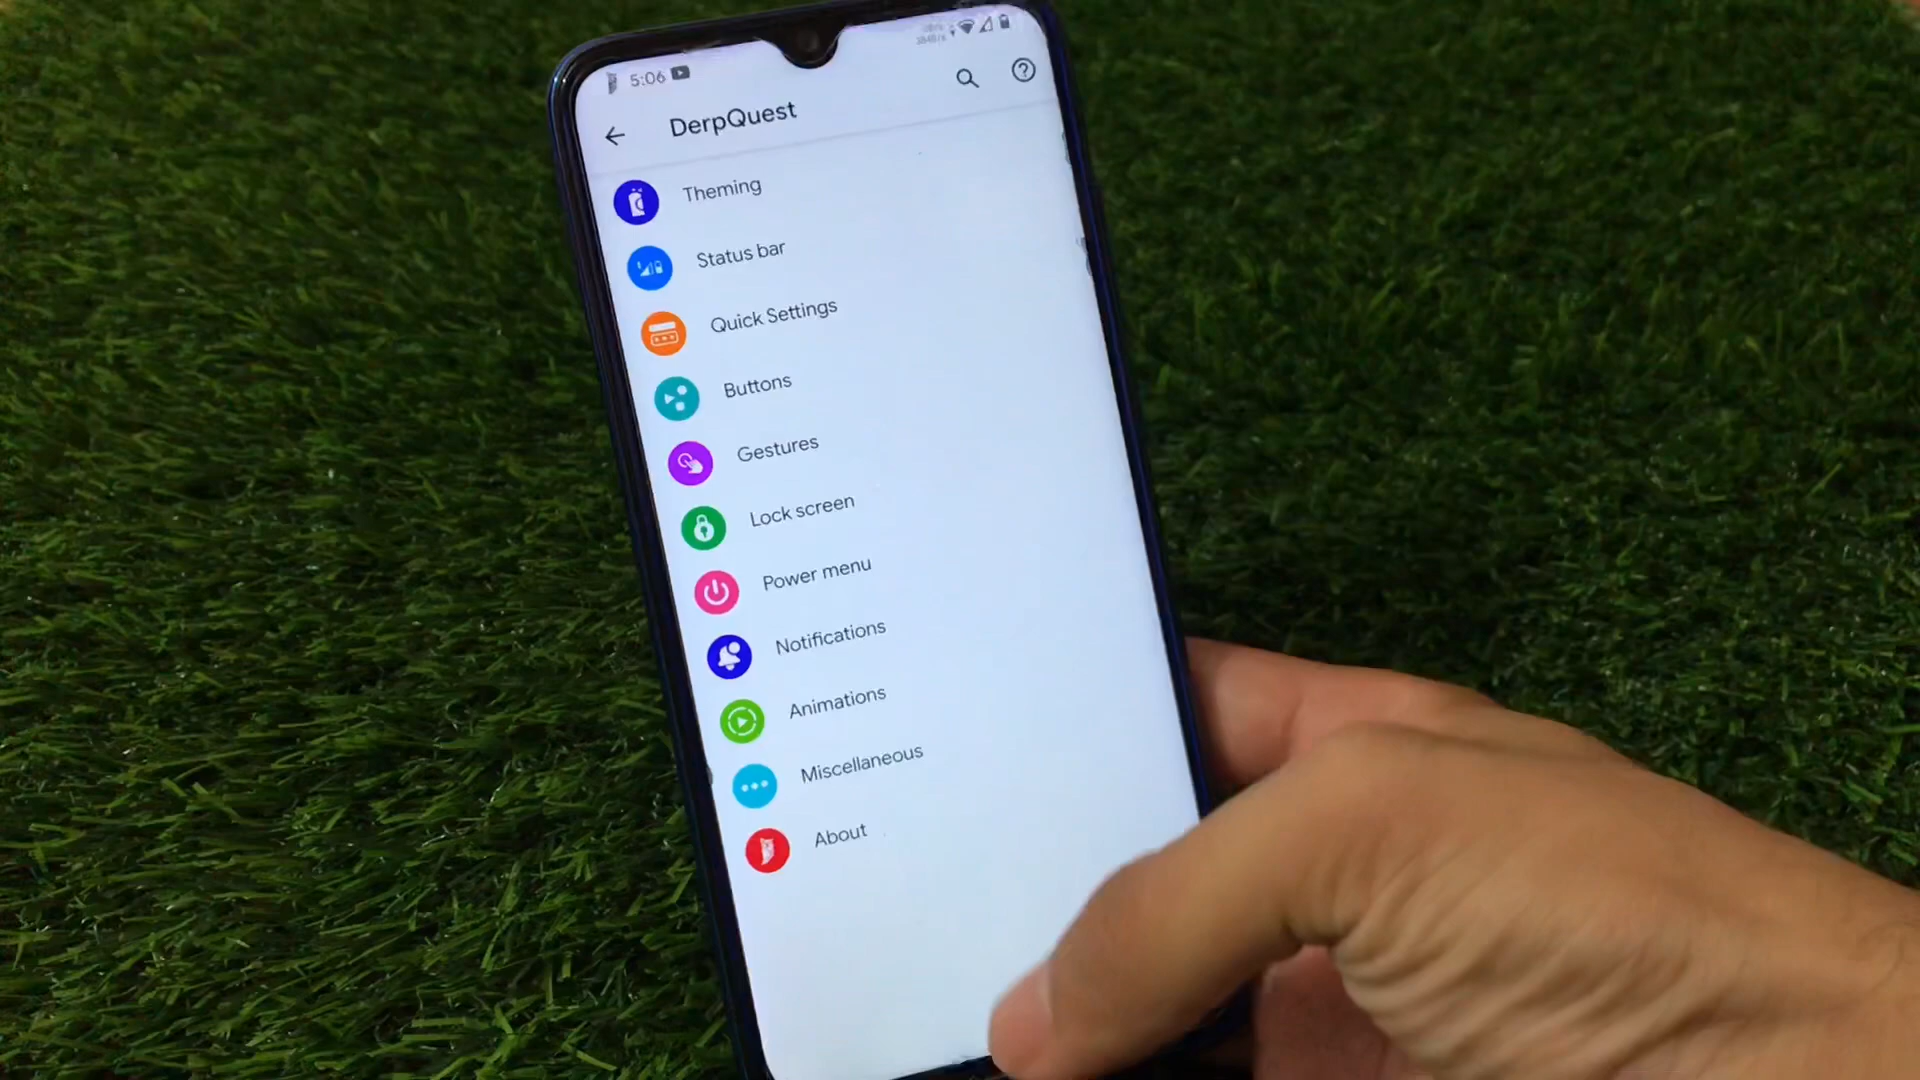 5:06
DerpQuest
Theming
Status bar
Quick Settings
Buttons
Gestures
Lock screen
Power menu
Notifications
Animations
Miscellaneous
About